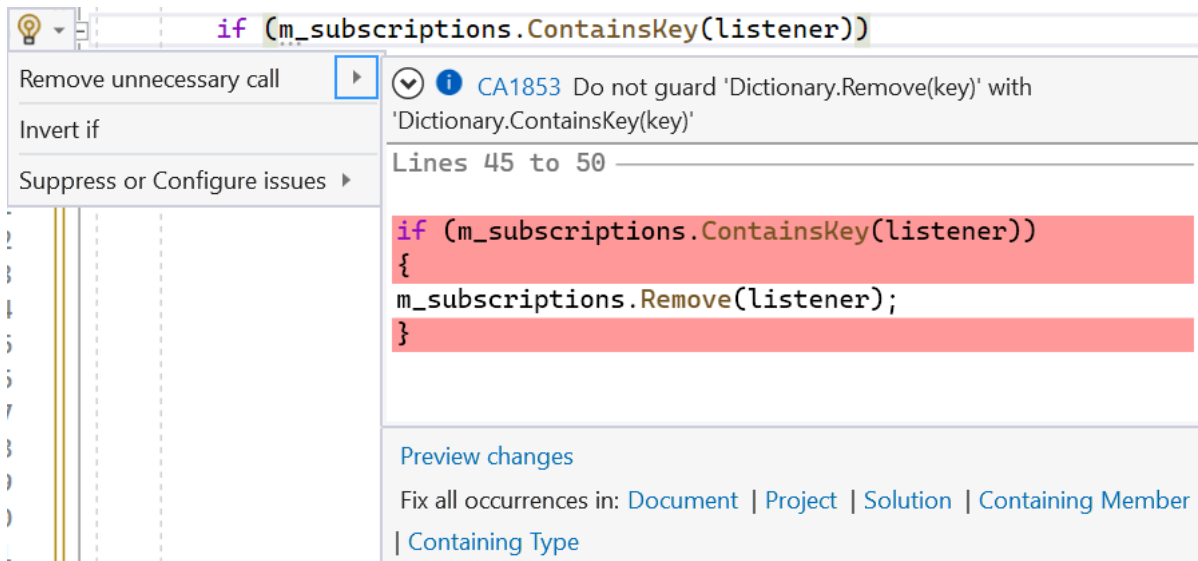 if (m_subscriptions.ContainsKey(listener))
Remove unnecessary call
Invert if
Suppress or Configure issues
CA1853 Do not guard 'Dictionary.Remove(key)' with
'Dictionary.ContainsKey(key)'
Lines 45 to 50
if (m_subscriptions.ContainsKey(listener))
{
m_subscriptions.Remove(listener);
}
Preview changes
Fix all occurrences in: Document | Project | Solution | Containing Member
| Containing Type